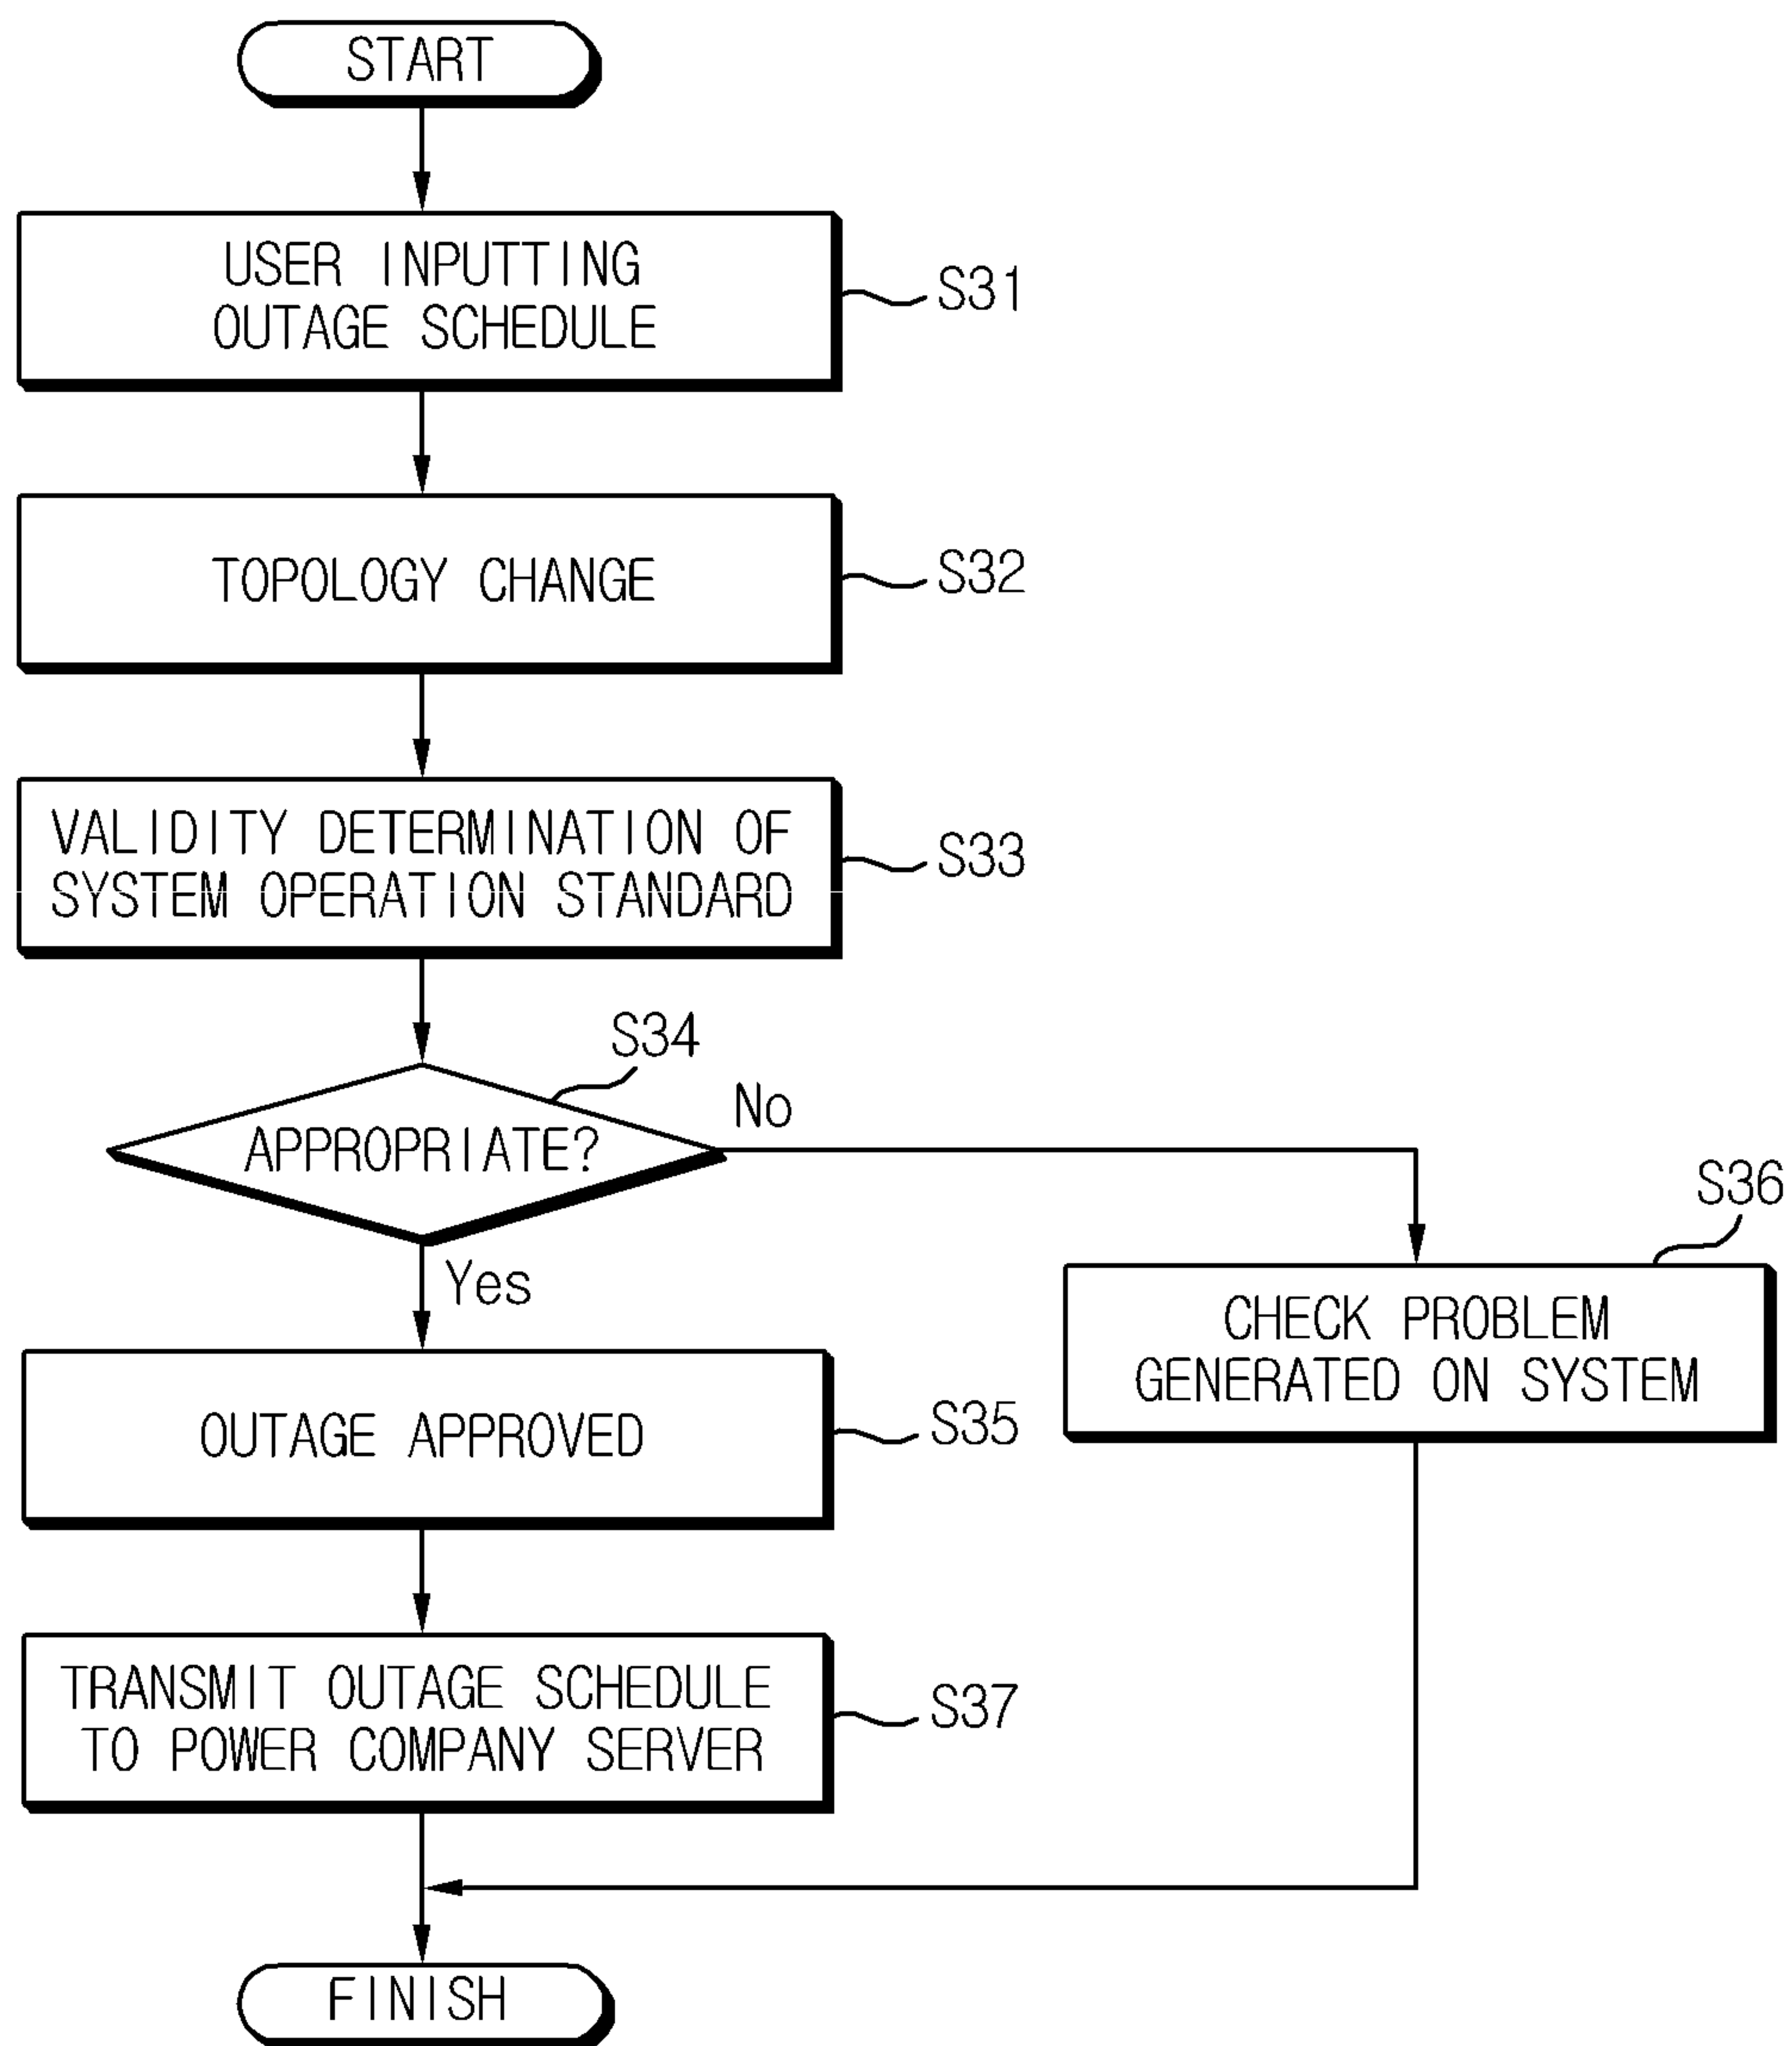 START
USER INPUTTING
OUTAGE SCHEDULE
S31
TOPOLOGY CHANGE
S32
VALIDITY DETERMINATION OF
SYSTEM OPERATION STANDARD
S33
S34
APPROPRIATE?
No
Yes
S36
CHECK PROBLEM
GENERATED ON SYSTEM
OUTAGE APPROVED
S35
TRANSMIT OUTAGE SCHEDULE
TO POWER COMPANY SERVER
S37
FINISH